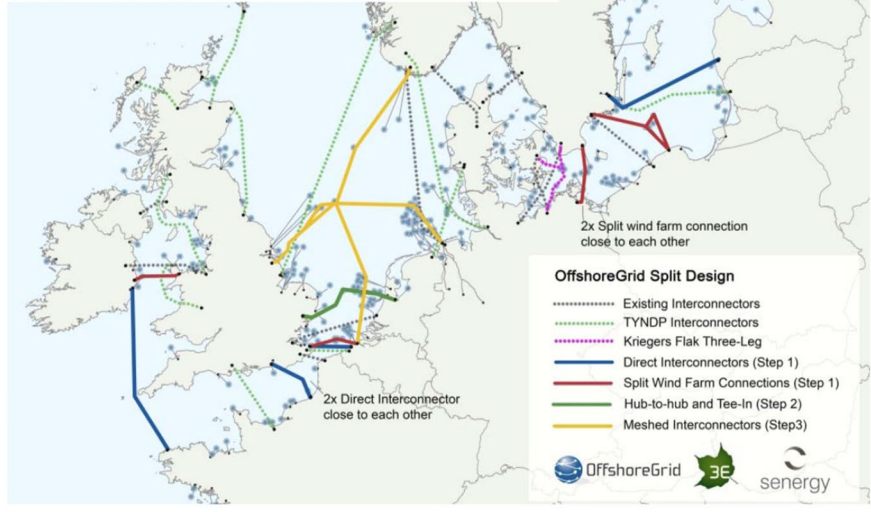 2x Split wind farm connection
close to each other
OffshoreGrid Split Design
Existing Interconnectors
TYNDP Interconnectors
Kriegers Flak Three-Leg
Direct Interconnectors (Step 1)
Split Wind Farm Connections (Step 1)
Hub-to-hub and Tee-In (Step 2)
Meshed Interconnectors (Step3)
2x Direct Interconnector
close to each other
OffshoreGrid
3E
senergy